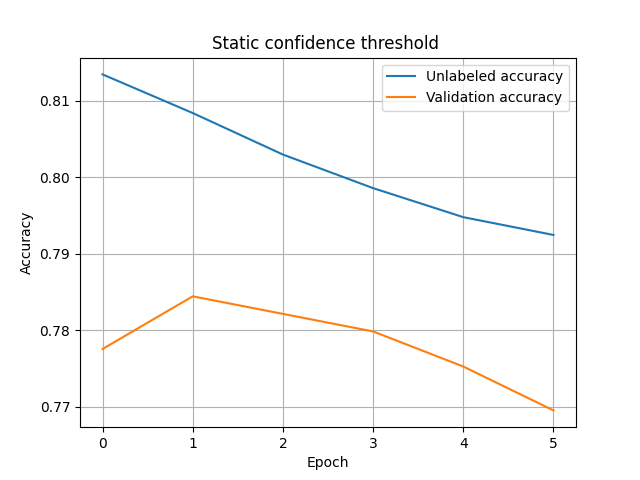 Static confidence threshold
Unlabeled accuracy
Validation accuracy
0.81
0.80
0.79
0.78
0.77
Accuracy
0 1 2 3 4 5
Epoch